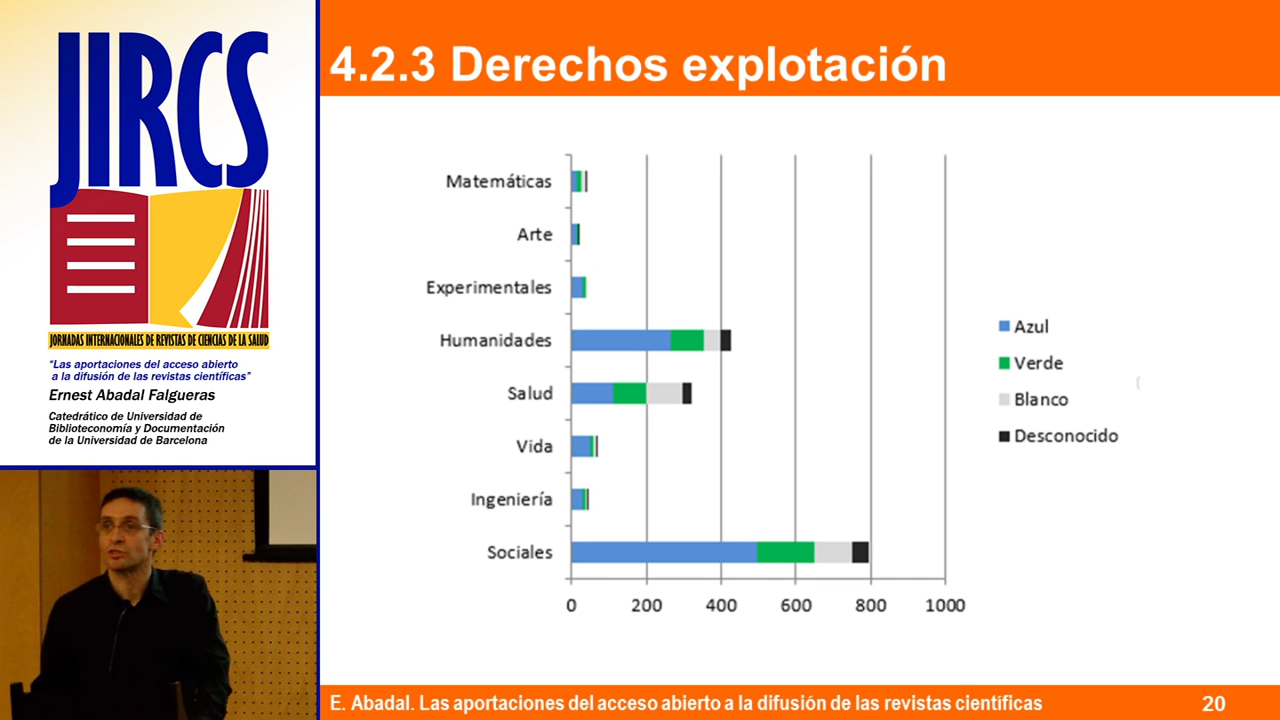 JIRCS
JORNADAS INTERNACIONALES DE REVISTAS DE CIENCIAS DE LA SALUD
“Las aportaciones del acceso abierto
a la difusión de las revistas científicas”
Ernest Abadal Falgueras
Catedrático de Universidad de
Biblioteconomía y Documentación
de la Universidad de Barcelona
4.2.3 Derechos explotación
Matemáticas
Arte
Experimentales
Humanidades
Salud
Vida
Ingeniería
Sociales
0 200 400 600 800 1000
Azul
Verde
Blanco
Desconocido
E. Abadal. Las aportaciones del acceso abierto a la difusión de las revistas científicas 20